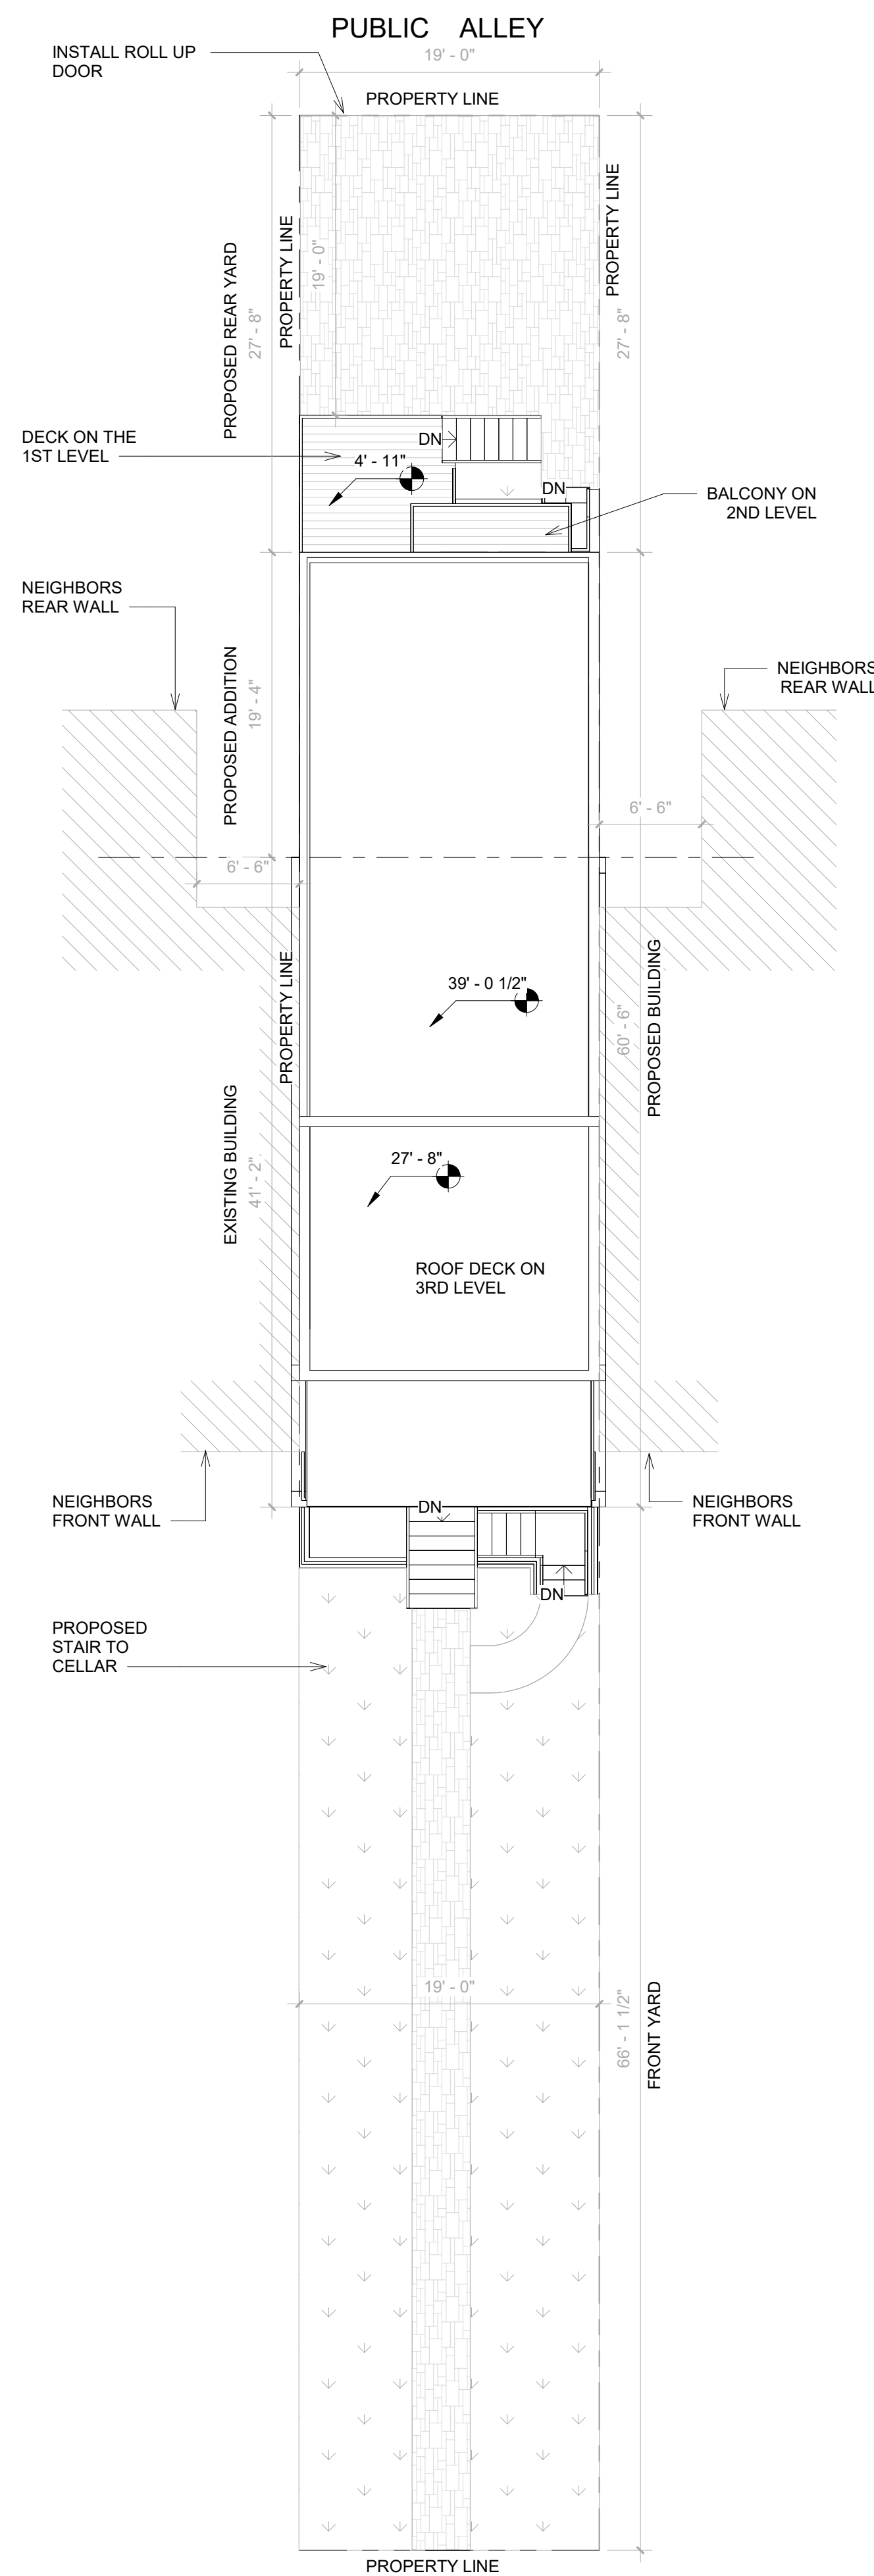 PUBLIC ALLEY
INSTALL ROLL UP
DOOR
19' - 0"
PROPERTY LINE
PROPOSED REAR YARD
27' - 8"
PROPERTY LINE
19' - 0"
PROPERTY LINE
27' - 8"
DECK ON THE
1ST LEVEL
DN
4' - 11"
DN
BALCONY ON
2ND LEVEL
NEIGHBORS
REAR WALL
PROPOSED ADDITION
19' - 4"
NEIGHBORS
REAR WALL
6' - 6"
6' - 6"
PROPERTY LINE
39' - 0 1/2"
60' - 6"
PROPOSED BUILDING
EXISTING BUILDING
41' - 2"
27' - 8"
ROOF DECK ON
3RD LEVEL
NEIGHBORS
FRONT WALL
DN
NEIGHBORS
FRONT WALL
DN
PROPOSED
STAIR TO
CELLAR
19' - 0"
66' - 1 1/2"
FRONT YARD
PROPERTY LINE